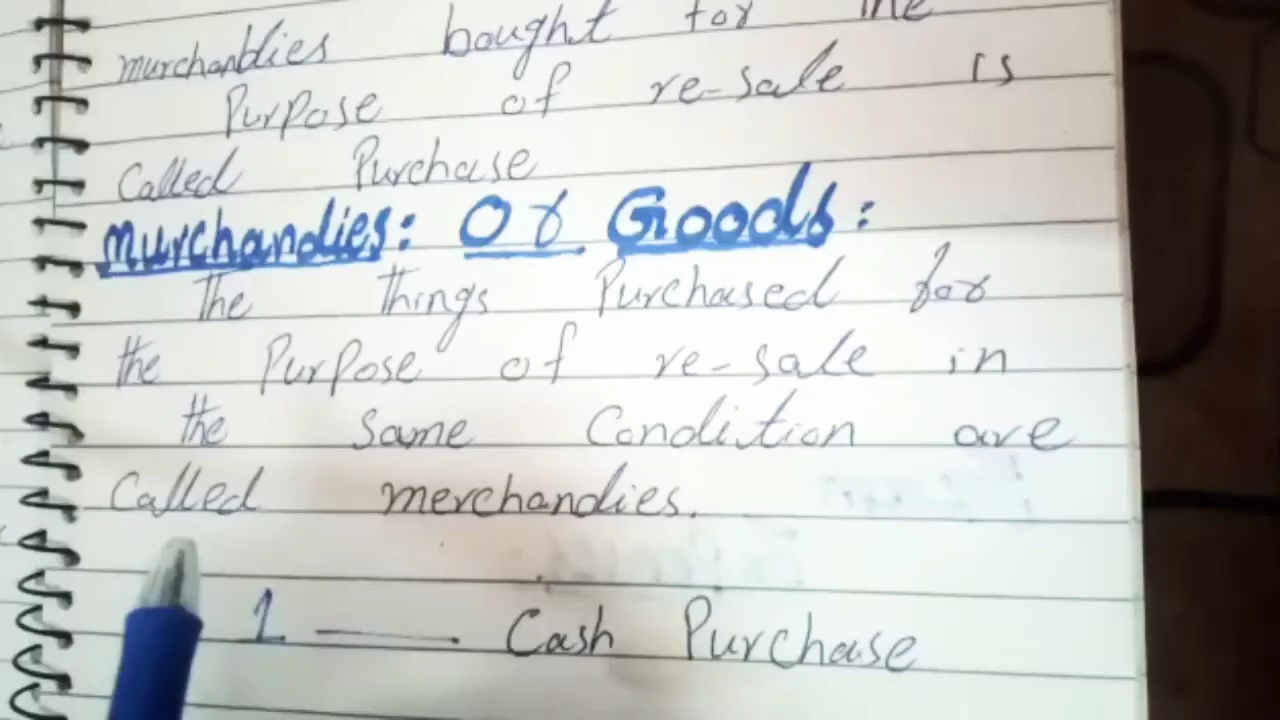 murchandies bought for the
Purpose of re-sale is
Called Purchase
murchandies: Or Goods:
The things Purchased for
the Purpose of re-sale in
the Same Condition are
Called merchandies.
1 — Cash Purchase